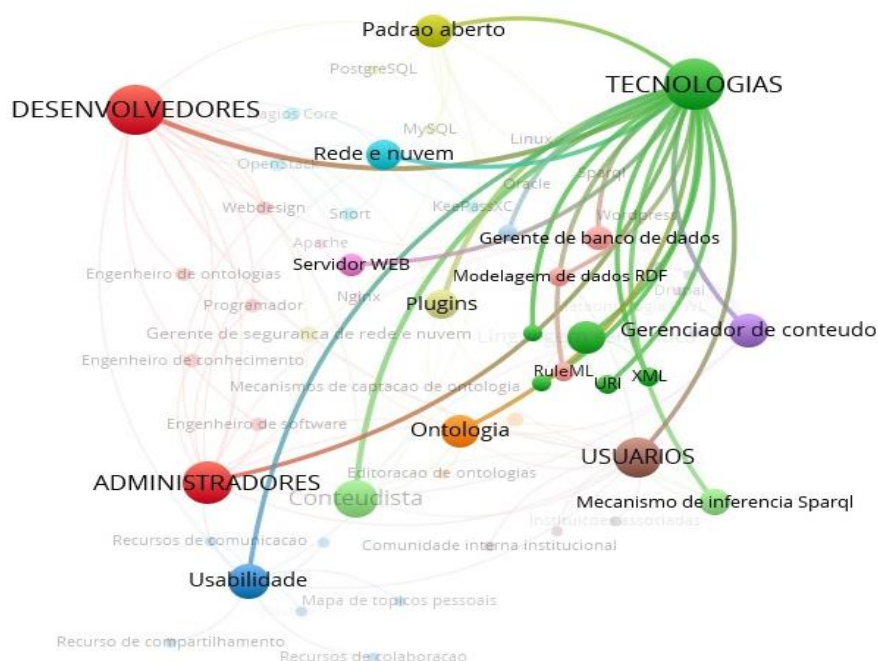 Padrao aberto
PostgreSQL
TECNOLOGIAS
DESENVOLVEDORES
Nagios Core
MySQL
Linux
Rede e nuvem
OpenStack
Oracle
Sparql
Webdesign
Snort
KeePassXC
Wordpress
Apache
Gerente de banco de dados
Servidor WEB
Engenheiro de ontologias
Modelagem de dados RDF
Drupal
Nginx
Programador
Plugins
Gerente de seguranca de rede e nuvem
Gerenciador de conteudo
Engenheiro de conhecimento
RuleML
URI
XML
Mecanismos de captacao de ontologia
Engenheiro de software
Ontologia
USUARIOS
Editoracao de ontologias
ADMINISTRADORES
Conteudista
Mecanismo de inferencia Sparql
Instituicoes associadas
Recursos de comunicacao
Comunidade interna institucional
Usabilidade
Mapa de topicos pessoais
Recurso de compartilhamento
Recursos de colaboracao